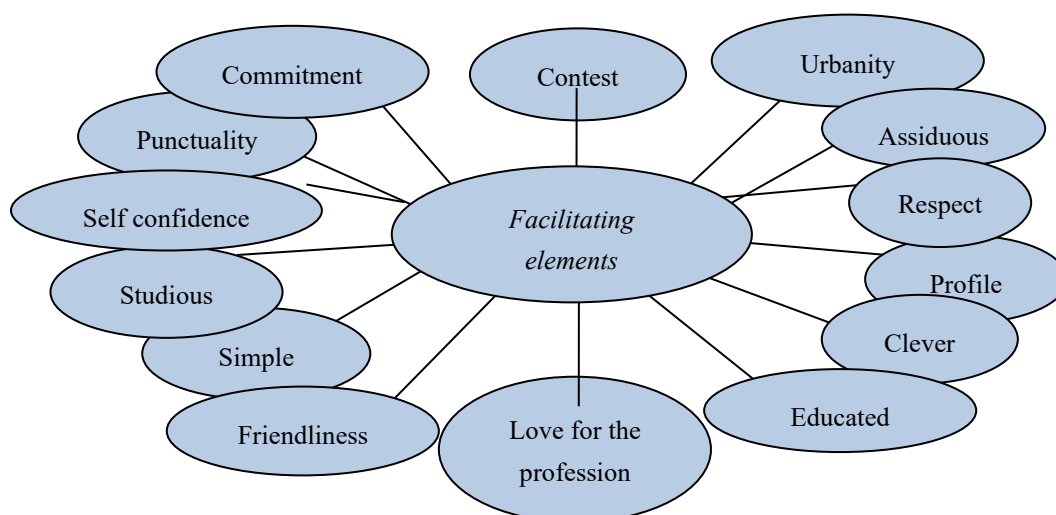 Commitment
Contest
Urbanity
Punctuality
Assiduous
Self confidence
Facilitating
elements
Respect
Studious
Profile
Simple
Clever
Friendliness
Love for the
profession
Educated